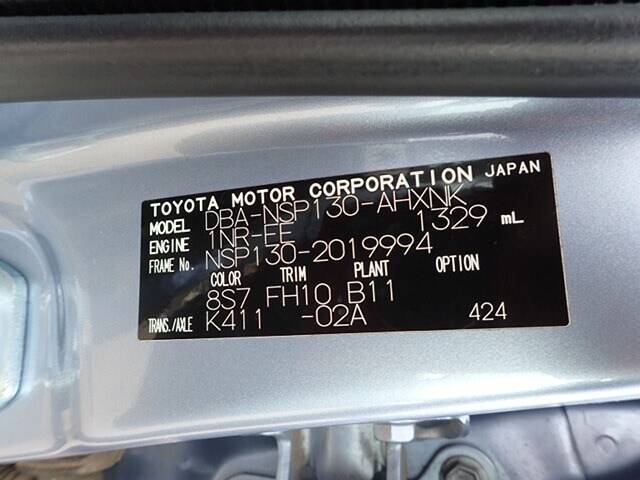 TOYOTA MOTOR CORPORATION JAPAN
MODEL DBA-NSP130-AHXNK
ENGINE 1NR-FE 1329 mL
FRAME No. NSP130-2019994
COLOR TRIM PLANT OPTION
8S7 FH10 B11
TRANS./AXLE K411 -02A 424